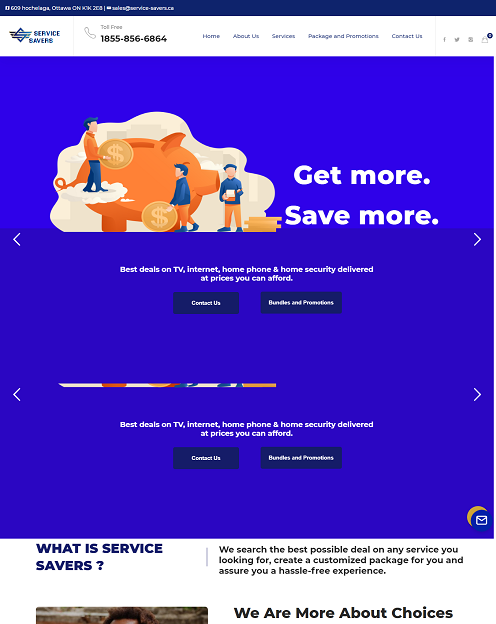 609 hochelaga, Ottawa ON K1K 2E8 | sales@service-savers.ca
SERVICE
SAVERS
Toll Free
1855-856-6864
Home About Us Services Package and Promotions Contact Us
0
Get more.
Save more.
Best deals on TV, internet, home phone & home security delivered
at prices you can afford.
Contact Us Bundles and Promotions
Best deals on TV, internet, home phone & home security delivered
at prices you can afford.
Contact Us Bundles and Promotions
WHAT IS SERVICE
SAVERS ?
We search the best possible deal on any service you
looking for, create a customized package for you and
assure you a hassle-free experience.
We Are More About Choices